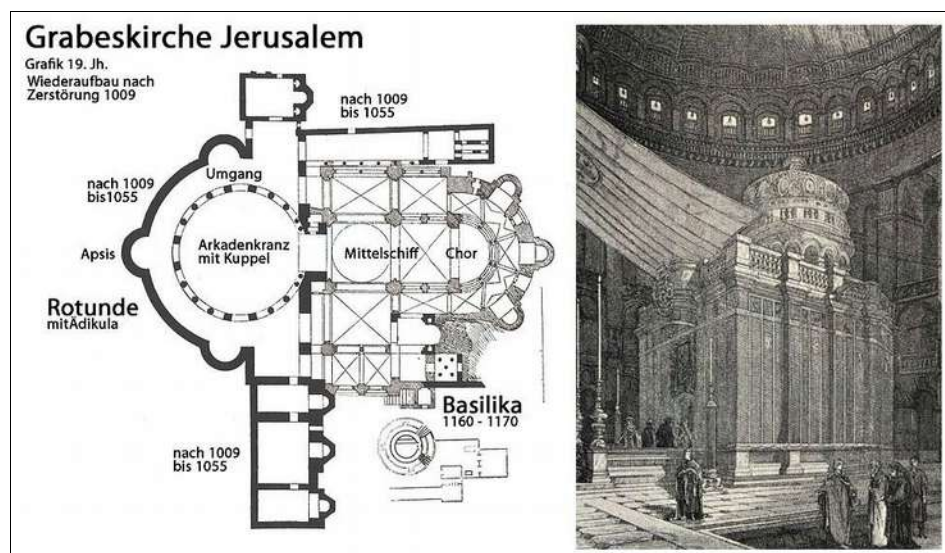 Grabeskirche Jerusalem
Grafik 19. Jh.
Wiederaufbau nach
Zerstörung 1009
nach 1009
bis 1055
nach 1009
bis1055
Umgang
Apsis
Arkadenkranz
mit Kuppel
Mittelschiff
Chor
Rotunde
mitÄdikula
Basilika
1160 - 1170
nach 1009
bis 1055